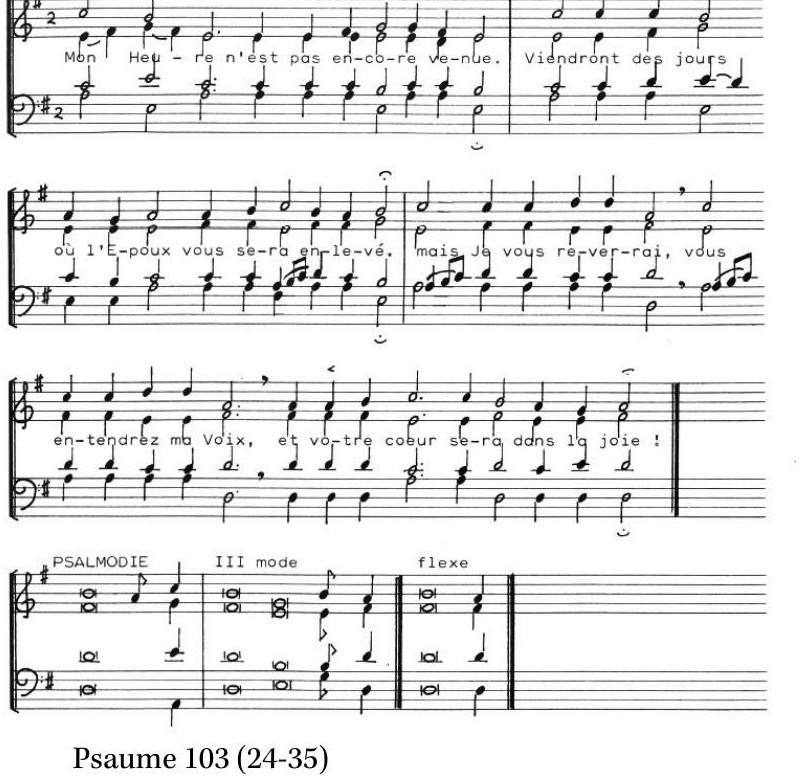 Mon Heu - re n'est pas en-co-re ve-nue. Viendront des jours
où l'E-poux vous se-ra en-le-vé. mais Je vous re-ver-rai, vous
en-tendrez ma Voix, et vo-tre coeur se-ra dans la joie !
PSALMODIE III mode flexe
Psaume 103 (24-35)